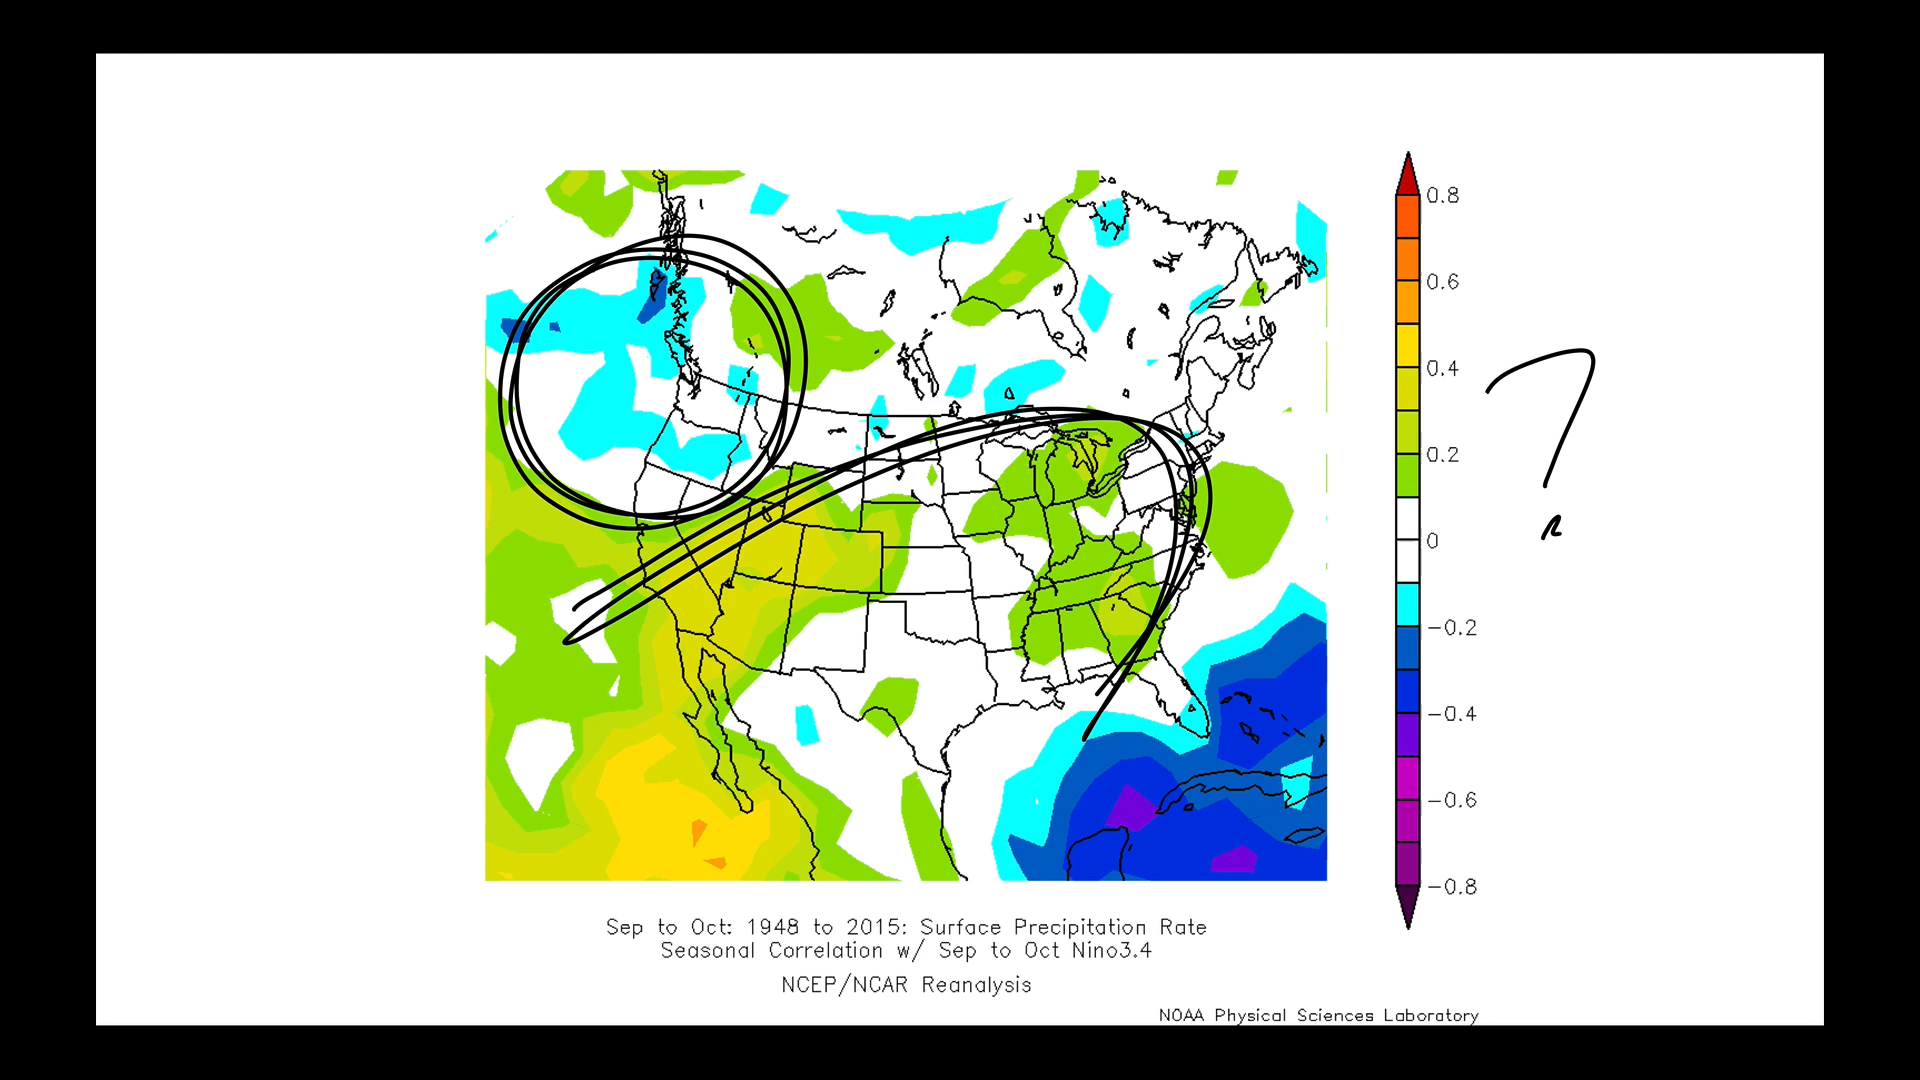 0.8
0.6
0.4
0.2
0
-0.2
-0.4
-0.6
-0.8
?
Sep to Oct: 1948 to 2015: Surface Precipitation Rate
Seasonal Correlation w/ Sep to Oct Nino3.4
NCEP/NCAR Reanalysis
NOAA Physical Sciences Laboratory